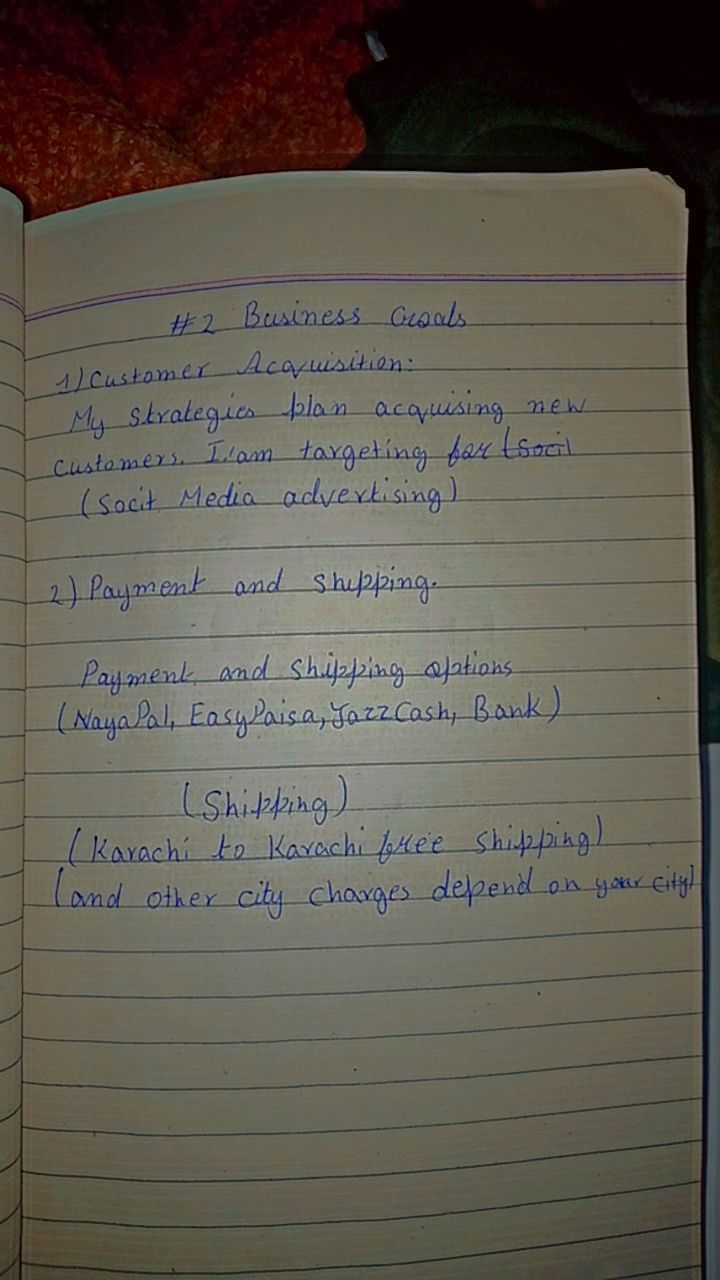 #2 Business Goals
1) Customer Acquisition:
My strategies plan acquising new
customers. I'am targeting for (Socil
(Socit Media advertising)
2) Payment and Shipping.
Payment and Shipping options
(NayaPal, EasyPaisa, JazzCash, Bank)
(Shipping)
(Karachi to Karachi free shipping)
(and other city charges depend on your city)